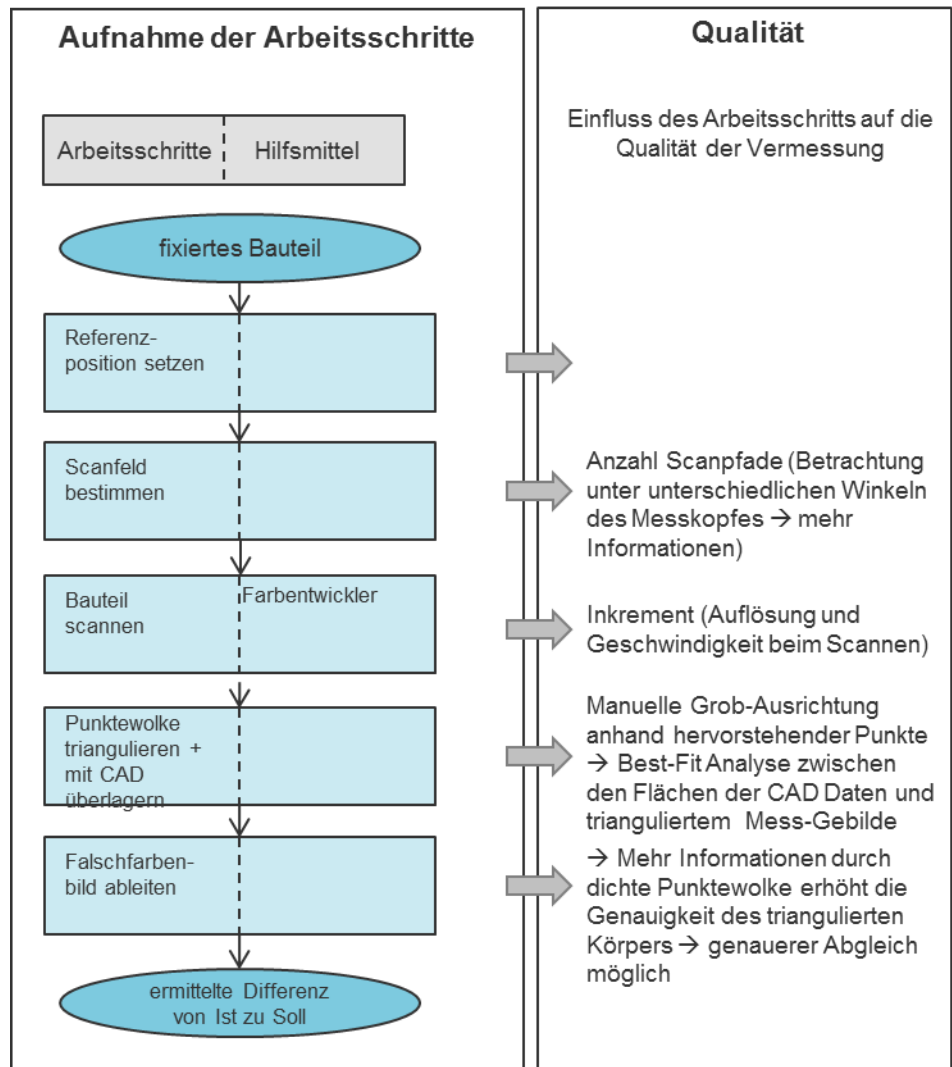 Aufnahme der Arbeitsschritte
Arbeitsschritte
Hilfsmittel
fixiertes Bauteil
Referenz-
position setzen
Scanfeld
bestimmen
Bauteil
scannen
Farbentwickler
Punktewolke
triangulieren +
mit CAD
überlagern
Falschfarben-
bild ableiten
ermittelte Differenz
von Ist zu Soll
Qualität
Einfluss des Arbeitsschritts auf die
Qualität der Vermessung
Anzahl Scanpfade (Betrachtung
unter unterschiedlichen Winkeln
des Messkopfes → mehr
Informationen)
Inkrement (Auflösung und
Geschwindigkeit beim Scannen)
Manuelle Grob-Ausrichtung
anhand hervorstehender Punkte
→ Best-Fit Analyse zwischen
den Flächen der CAD Daten und
trianguliertem Mess-Gebilde
→ Mehr Informationen durch
dichte Punktewolke erhöht die
Genauigkeit des triangulierten
Körpers → genauerer Abgleich
möglich